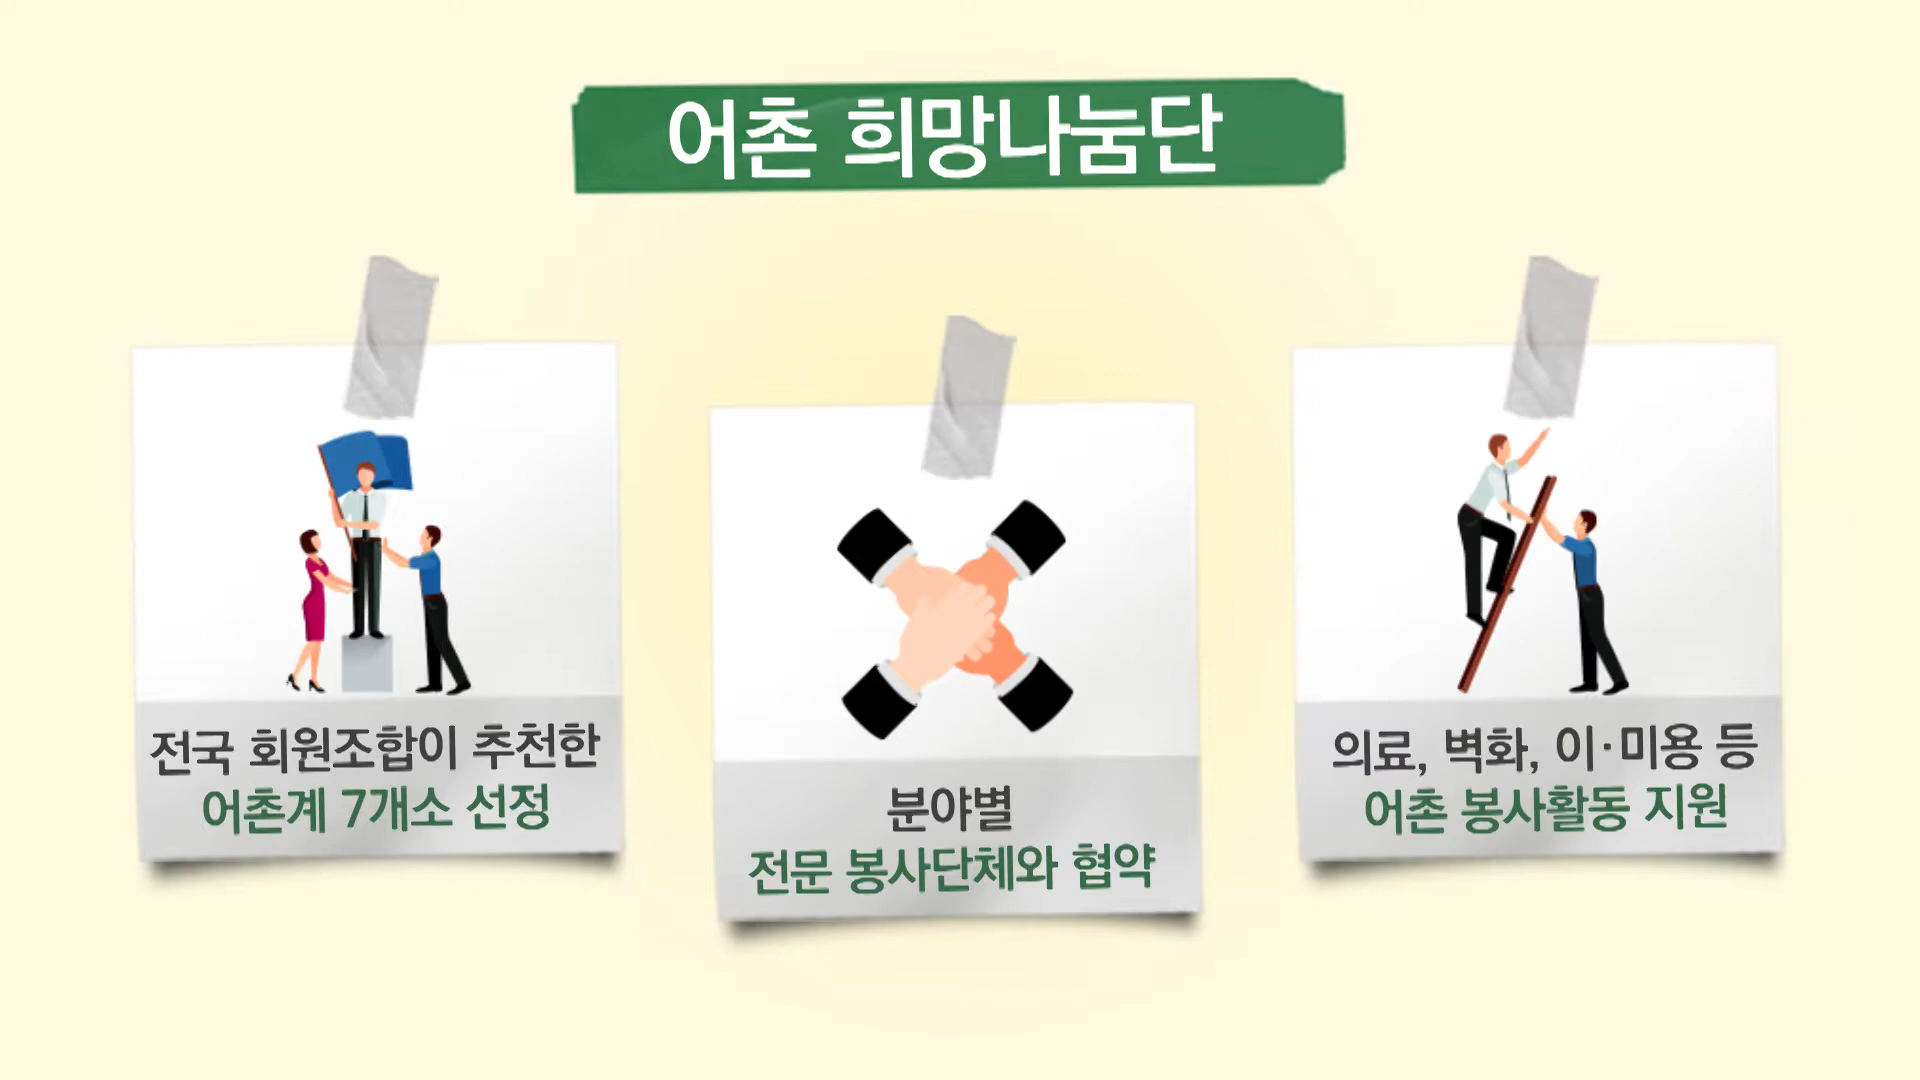 어촌 희망나눔단
전국 회원조합이 추천한
어촌계 7개소 선정
분야별
전문 봉사단체와 협약
의료, 벽화, 이·미용 등
어촌 봉사활동 지원